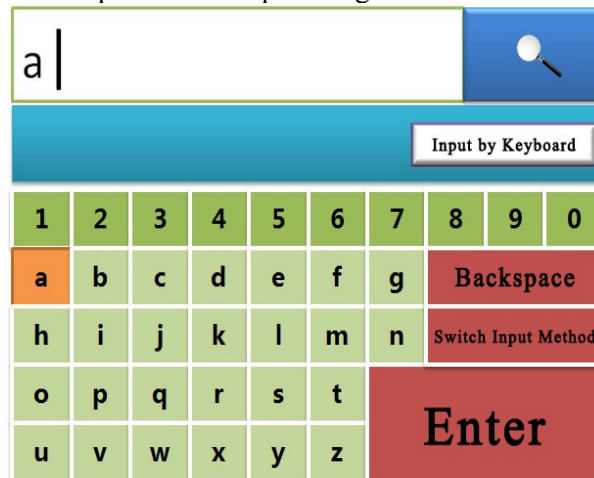 a
Input by Keyboard
1 2 3 4 5 6 7 8 9 0
a b c d e f g Backspace
h i j k l m n Switch Input Method
o p q r s t
Enter
u v w x y z